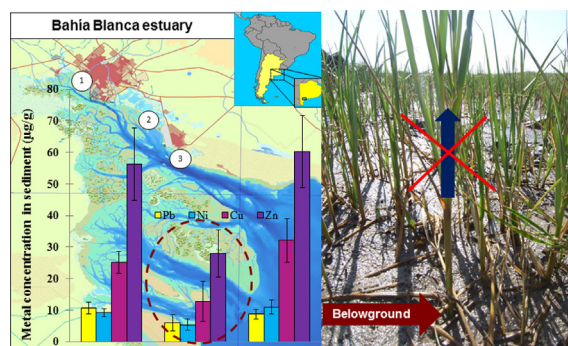 Bahía Blanca estuary
Metal concentration in sediment (µg/g)
80
70
60
50
40
30
20
10
0
1
2
3
Pb
Ni
Cu
Zn
Belowground